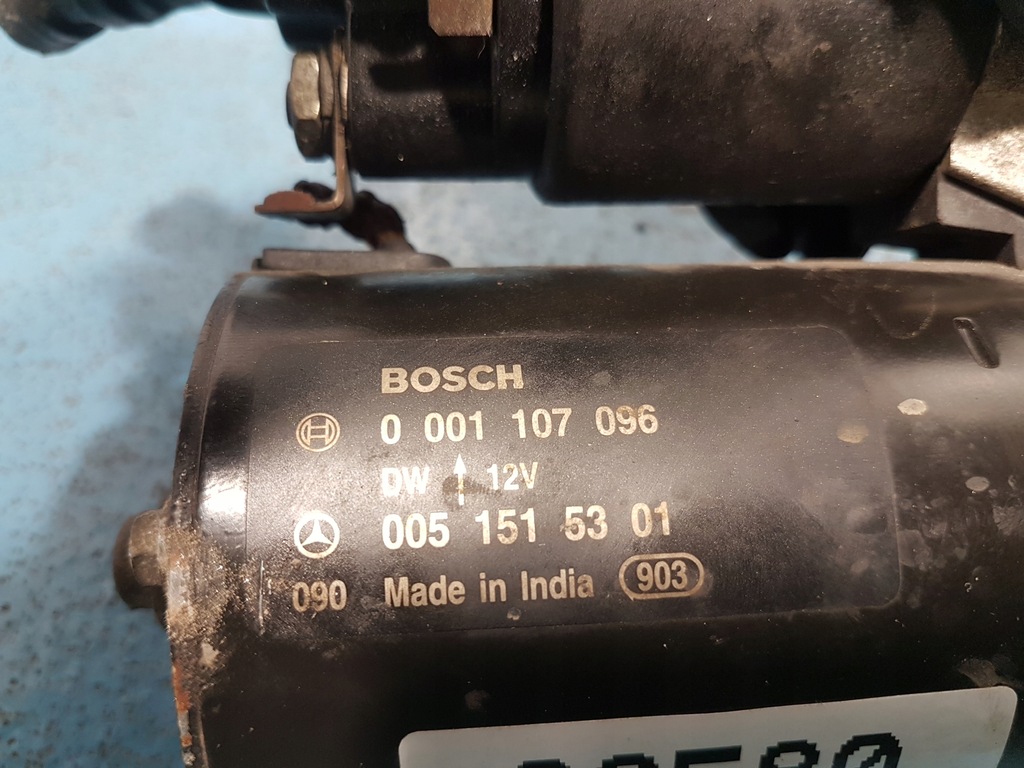 BOSCH
0 001 107 096
DW 12V
005 151 53 01
090 Made in India 903